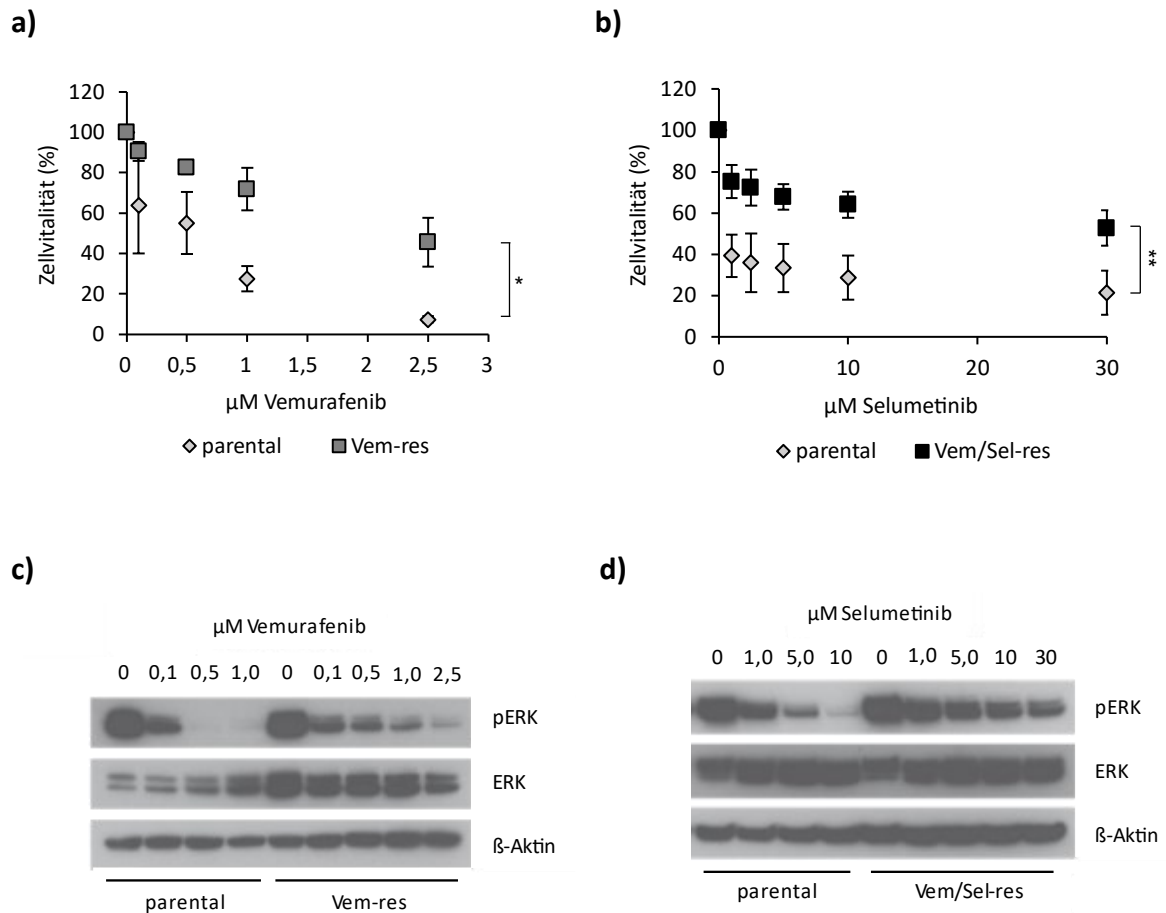 a)
120
100
80
60
40
20
0
Zellvitalität (%)
0 0,5 1 1,5 2 2,5 3
µM Vemurafenib
*
parental Vem-res
b)
120
100
80
60
40
20
0
Zellvitalität (%)
0 10 20 30
µM Selumetinib
**
parental Vem/Sel-res
c)
µM Vemurafenib
0 0,1 0,5 1,0 0 0,1 0,5 1,0 2,5
pERK
ERK
ß-Aktin
parental Vem-res
d)
µM Selumetinib
0 1,0 5,0 10 0 1,0 5,0 10 30
pERK
ERK
ß-Aktin
parental Vem/Sel-res